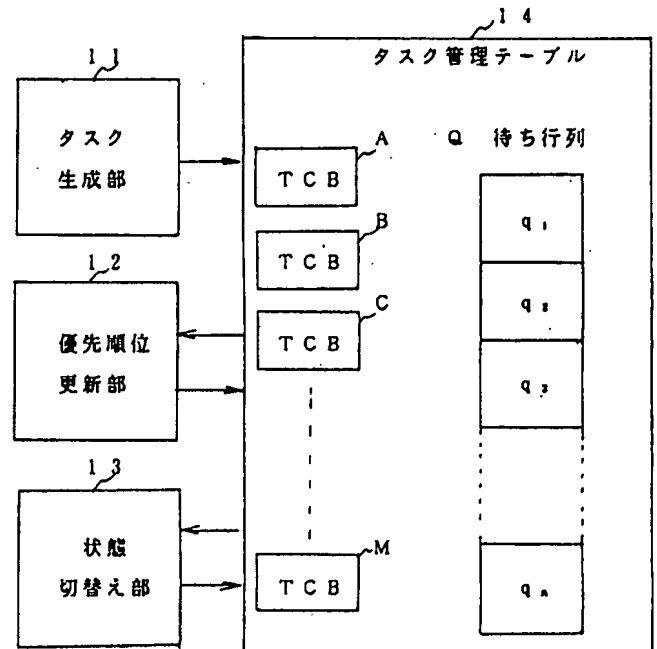 14
タスク管理テーブル
11
タスク
生成部
A
TCB
Q 待ち行列
q₁
B
TCB
q₂
12
優先順位
更新部
C
TCB
q₃
13
状態
切替え部
M
TCB
qₙ